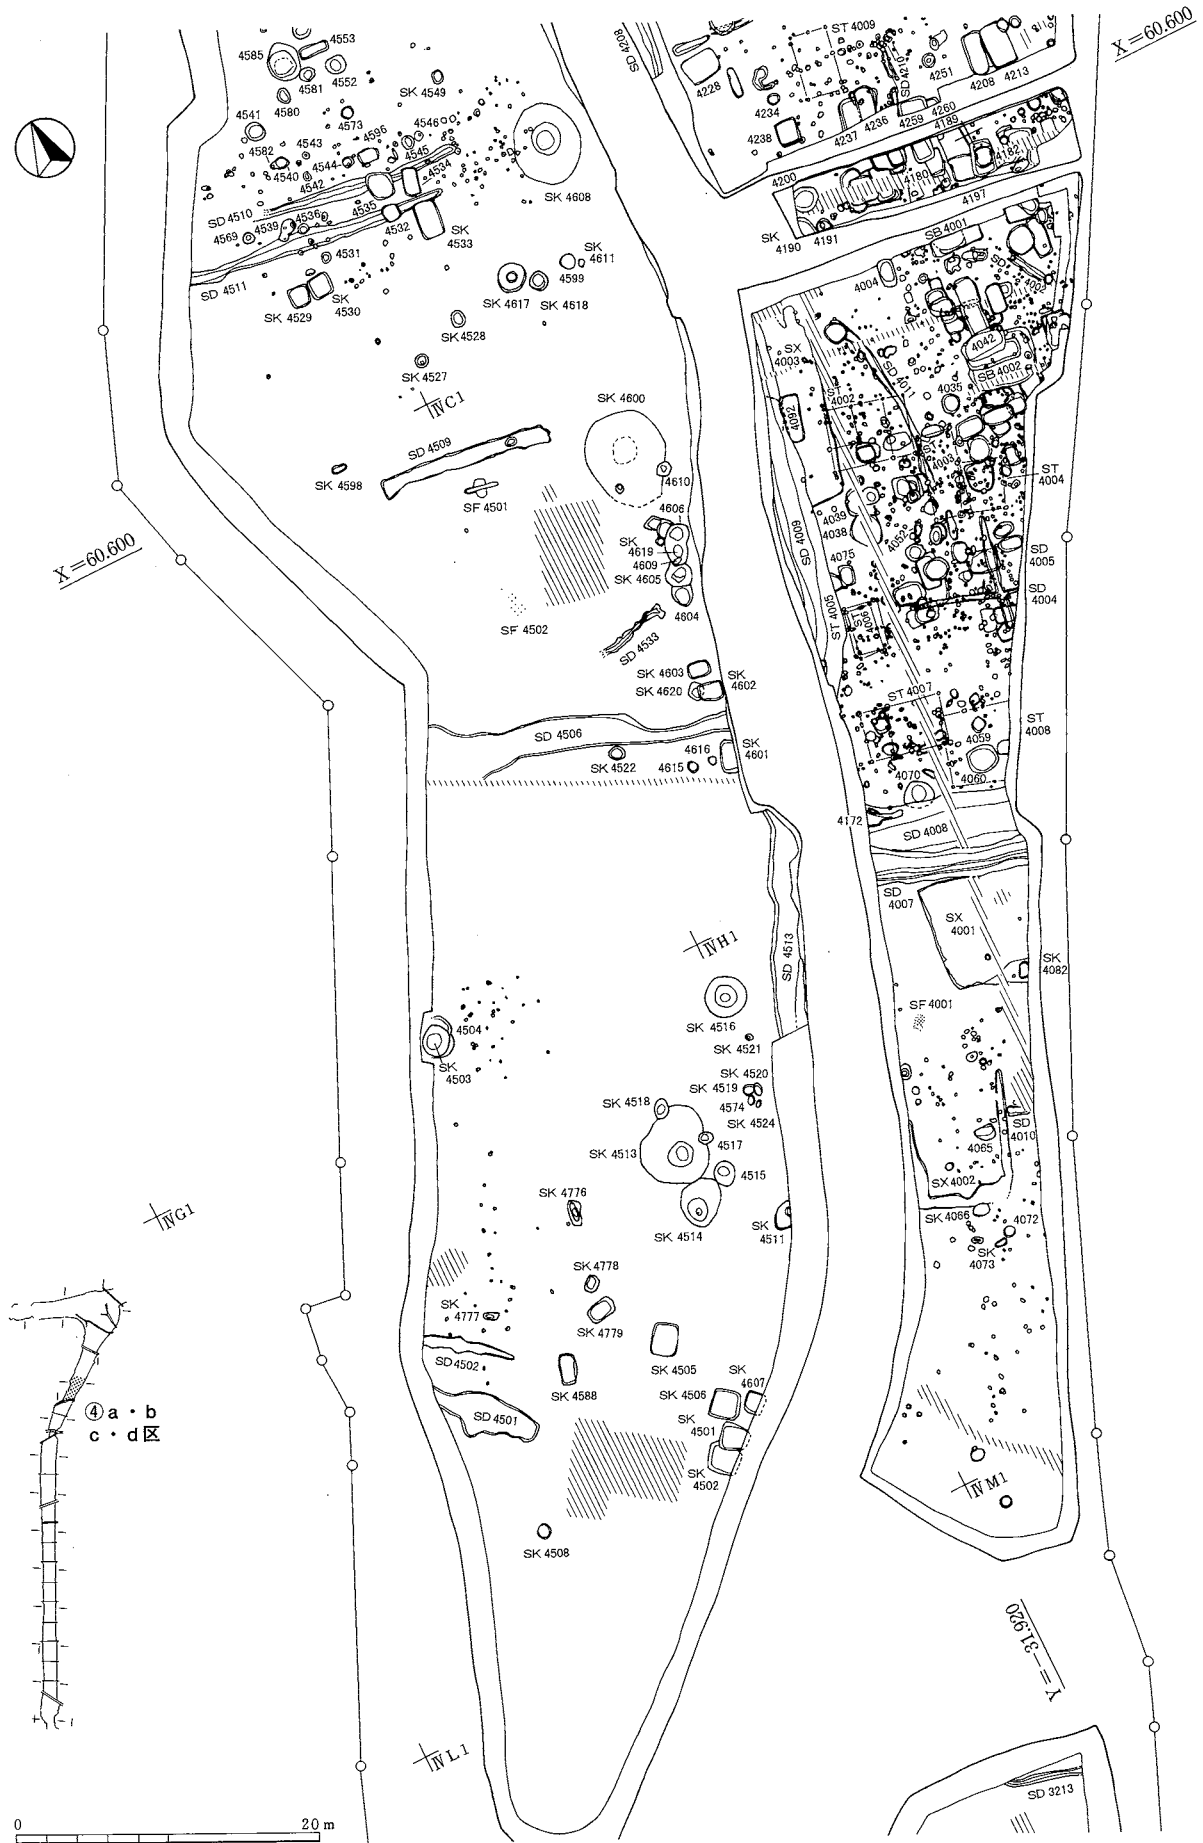 4553
4585
4552
4581
SK 4549
4580
4541
4573
4546
4543
4596
4582
4544
4545
4540
4534
4542
SD 4510
4535
SK 4608
4539
4536
4532
SK
4533
4569
4531
SK
4611
4599
SD 4511
SK
4530
SK 4529
SK 4617
SK 4618
SK 4528
SK 4527
ⅣC1
SK 4600
SD 4509
SK 4598
SF 4501
4610
4606
SK
4619
4609
SK 4605
4604
SF 4502
SD 4533
SK 4603
SK
4602
SK 4620
SD 4506
SK 4522
4616
4615
SK
4601
X=60.600
SD 4208
ST 4009
X=60.600
4228
SD 4210
4251
4208
4213
4234
4238
4237
4236
4259
4260
4189
4182
4200
4180
4197
SK
4190
4191
SB 4001
4004
SD
4002
SX
4003
4042
SD 4011
SB 4002
ST
4002
4035
4092
4003
ST
4004
4039
4038
4052
SD 4009
4075
SD
4005
SD
4004
ST 4005
ST
4006
ST 4007
ST
4008
4059
4070
4060
4172
SD 4008
SD
4007
SX
4001
SK
4082
SF 4001
SD
4010
4065
SX 4002
SK 4066
4072
SK
4073
ⅣM1
ⅣH1
SD 4513
SK 4516
SK 4521
4504
SK
4503
SK 4520
SK 4519
4574
SK 4524
SK 4518
4517
SK 4513
4515
SK 4776
SK 4514
SK
4511
ⅣG1
SK 4778
SK
4777
SK 4779
SD 4502
SK 4505
SK 4588
SK
4607
SK 4506
SD 4501
SK
4501
SK
4502
SK 4508
④a・b
c・d区
ⅣL1
Y=-31.920
SD 3213
0
20 m